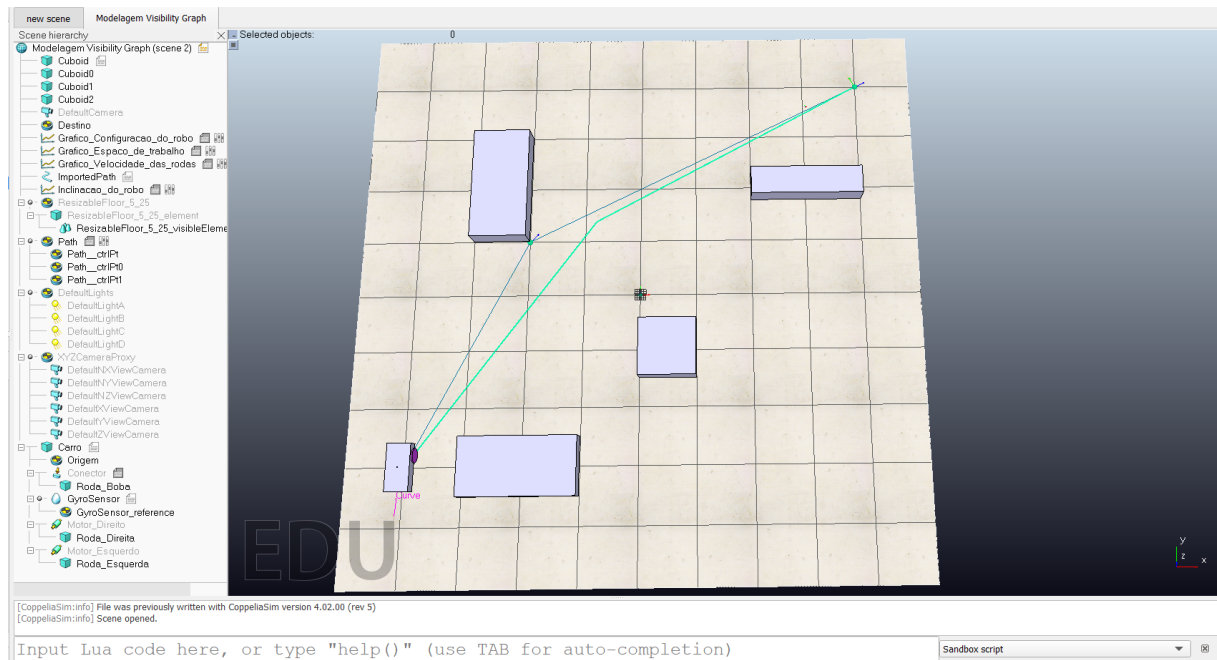 new scene
Modelagem Visibility Graph
Scene hierarchy
Selected objects:
0
Modelagem Visibility Graph (scene 2)
Cuboid
Cuboid0
Cuboid1
Cuboid2
DefaultCamera
Destino
Grafico_Configuracao_do_robo
Grafico_Espaco_de_trabalho
Grafico_Velocidade_das_rodas
ImportedPath
Inclinacao_do_robo
ResizableFloor_5_25
ResizableFloor_5_25_element
ResizableFloor_5_25_visibleEleme
Path
Path__ctrlPt
Path__ctrlPt0
Path__ctrlPt1
DefaultLights
DefaultLightA
DefaultLightB
DefaultLightC
DefaultLightD
XYZCameraProxy
DefaultNXViewCamera
DefaultNYViewCamera
DefaultNZViewCamera
DefaultXViewCamera
DefaultYViewCamera
DefaultZViewCamera
Carro
Origem
Conector
Roda_Boba
GyroSensor
GyroSensor_reference
Motor_Direito
Roda_Direita
Motor_Esquerdo
Roda_Esquerda
Curve
EDU
y
z
x
[CoppeliaSim:info] File was previously written with CoppeliaSim version 4.02.00 (rev 5)
[CoppeliaSim:info] Scene opened.
Input Lua code here, or type "help()" (use TAB for auto-completion)
Sandbox script